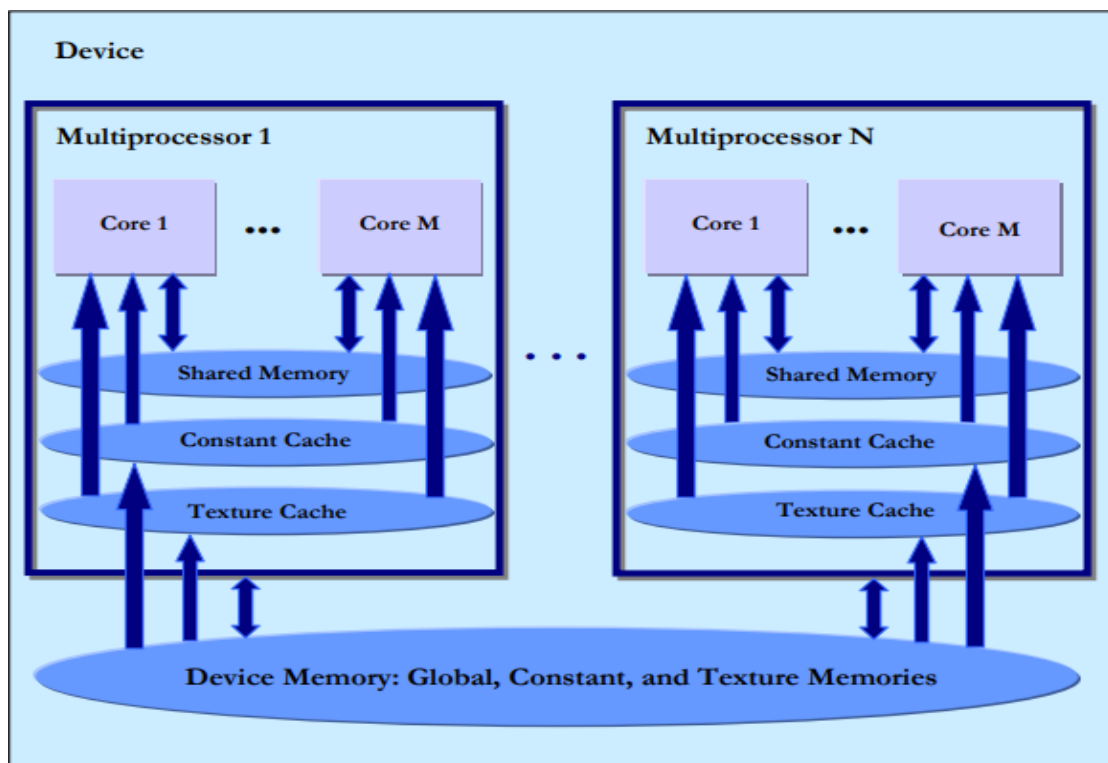 Device
Multiprocessor 1
Core 1
...
Core M
Shared Memory
Constant Cache
Texture Cache
. . .
Multiprocessor N
Core 1
...
Core M
Shared Memory
Constant Cache
Texture Cache
Device Memory: Global, Constant, and Texture Memories